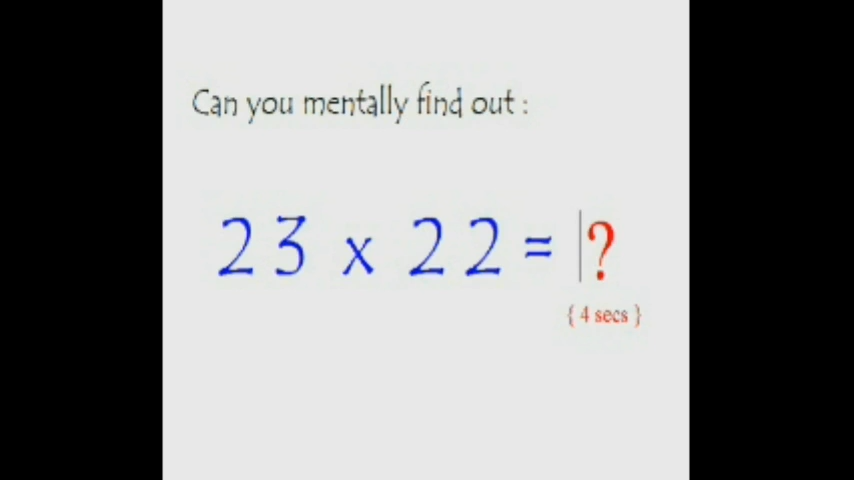 Can you mentally find out :
23 x 22 = ?
{ 4 secs }